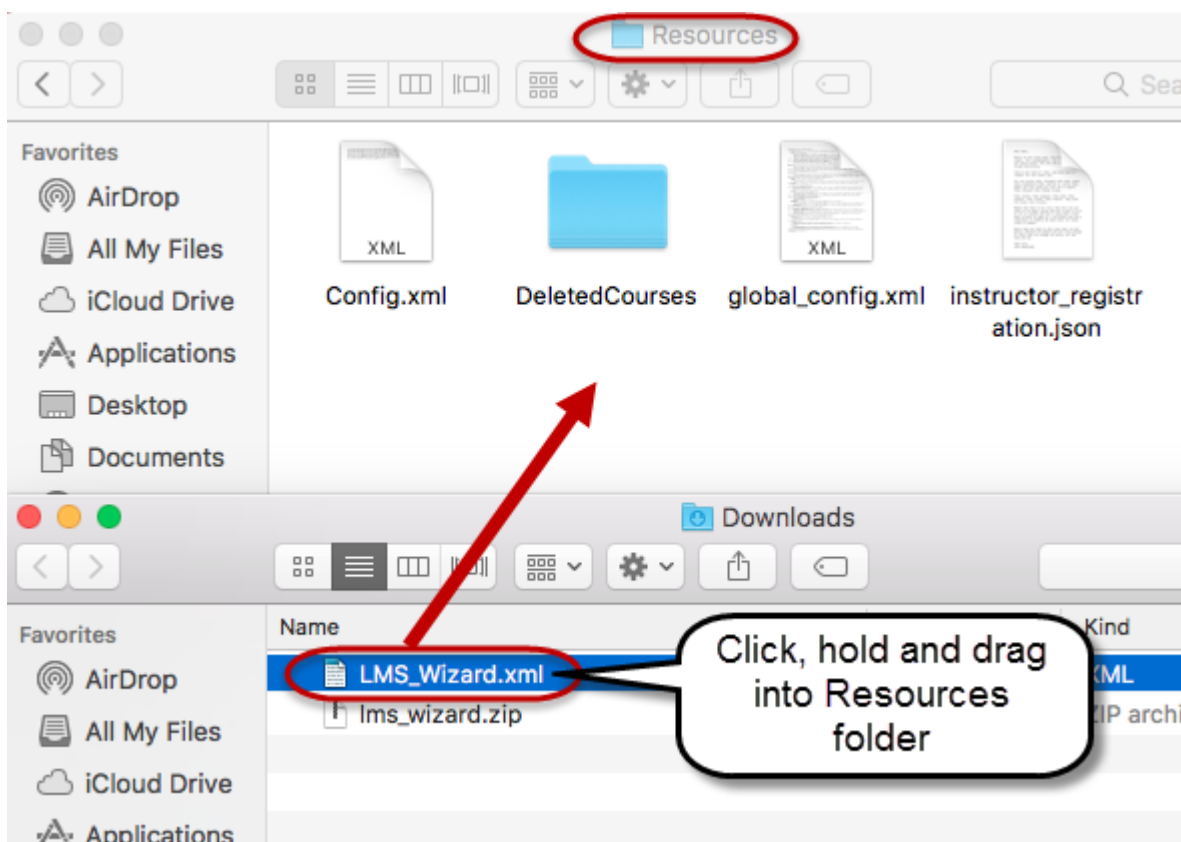 Resources
Sea
Favorites
AirDrop
All My Files
iCloud Drive
Applications
Desktop
Documents
XML
XML
Config.xml
DeletedCourses
global_config.xml
instructor_registr
ation.json
Downloads
Favorites
AirDrop
All My Files
iCloud Drive
Applications
Name
Kind
LMS_Wizard.xml
XML
lms_wizard.zip
ZIP archi
Click, hold and drag
into Resources
folder